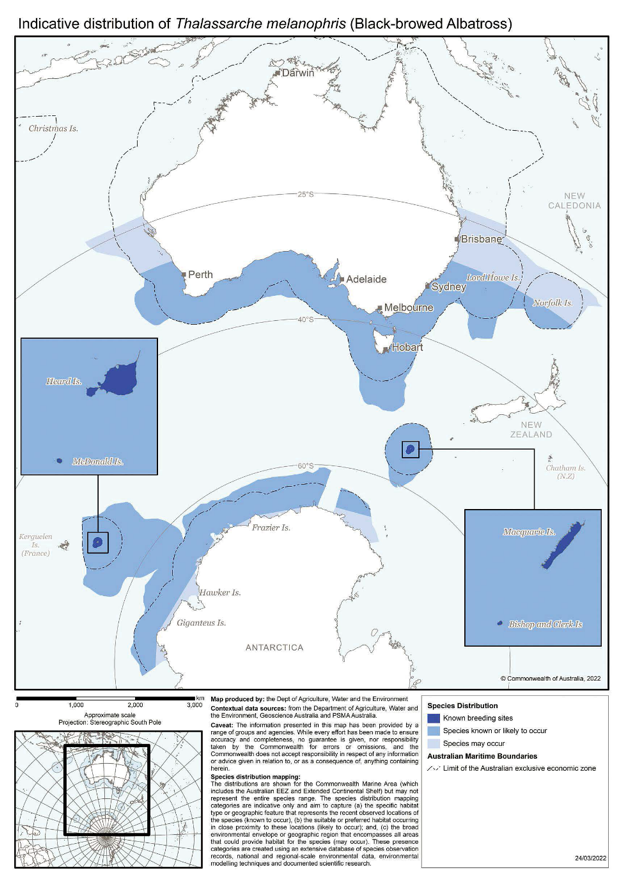 Indicative distribution of Thalassarche melanophris (Black-browed Albatross)
Darwin
Christmas Is.
25°S
NEW
CALEDONIA
Brisbane
Perth
Adelaide
Lord Howe Is.
Sydney
Norfolk Is.
Melbourne
40°S
Hobart
Heard Is.
McDonald Is.
NEW
ZEALAND
60°S
Chatham Is.
(N.Z)
Frazier Is.
Macquarie Is.
Kerguelen
Is.
(France)
Hawker Is.
Giganteus Is.
Bishop and Clerk Is
ANTARCTICA
© Commonwealth of Australia, 2022
km
0 1,000 2,000 3,000
Approximate scale
Projection: Stereographic South Pole
Map produced by: the Dept of Agriculture, Water and the Environment
Contextual data sources: from the Department of Agriculture, Water and
the Environment, Geoscience Australia and PSMA Australia.
Caveat: The information presented in this map has been provided by a
range of groups and agencies. While every effort has been made to ensure
accuracy and completeness, no guarantee is given, nor responsibility
taken by the Commonwealth for errors or omissions, and the
Commonwealth does not accept responsibility in respect of any information
or advice given in relation to, or as a consequence of, anything containing
herein.
Species distribution mapping:
The distributions are shown for the Commonwealth Marine Area (which
includes the Australian EEZ and Extended Continental Shelf) but may not
represent the entire species range. The species distribution mapping
categories are indicative only and aim to capture (a) the specific habitat
type or geographic feature that represents the recent observed locations of
the species (known to occur), (b) the suitable or preferred habitat occurring
in close proximity to these locations (likely to occur); and, (c) the broad
environmental envelope or geographic region that encompasses all areas
that could provide habitat for the species (may occur). These presence
categories are created using an extensive database of species observation
records, national and regional-scale environmental data, environmental
modelling techniques and documented scientific research.
Species Distribution
Known breeding sites
Species known or likely to occur
Species may occur
Australian Maritime Boundaries
Limit of the Australian exclusive economic zone
24/03/2022